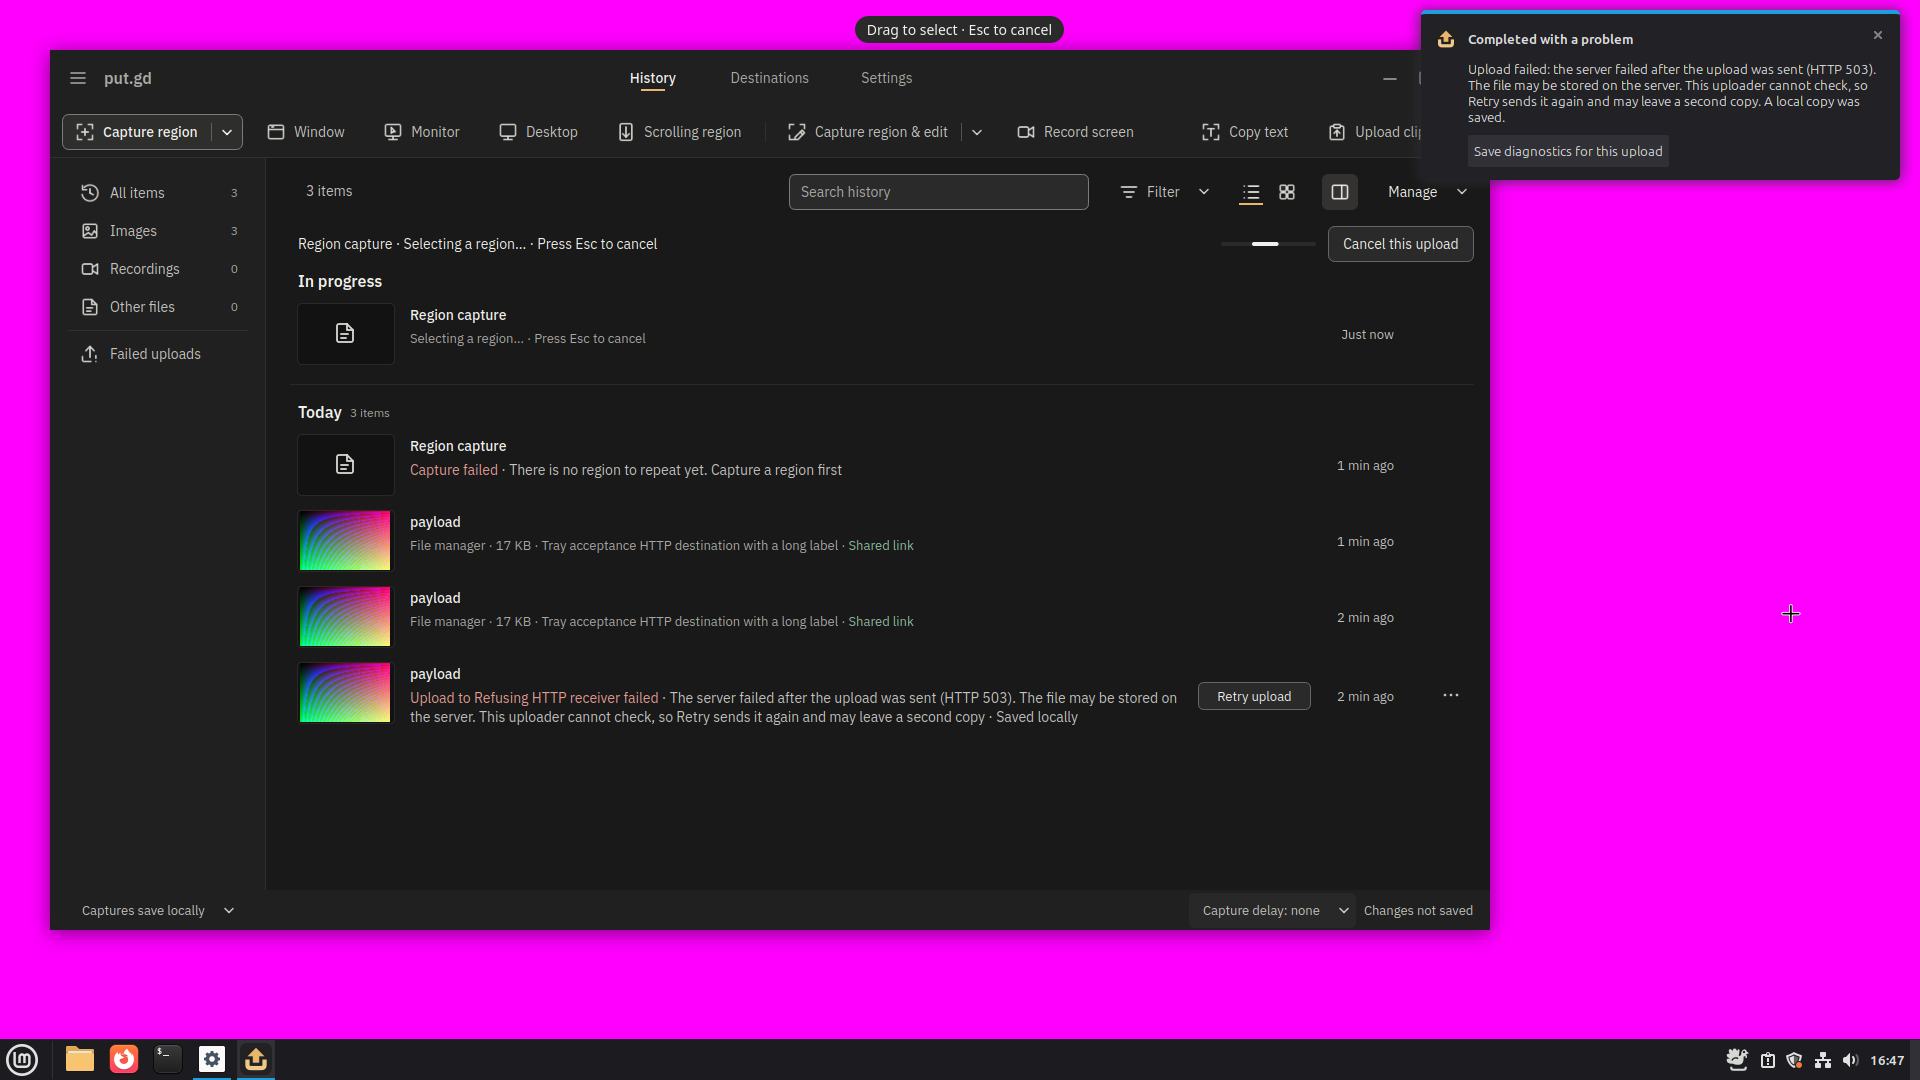 Drag to select · Esc to cancel
put.gd
History
Destinations
Settings
Capture region
Window
Monitor
Desktop
Scrolling region
Capture region & edit
Record screen
Copy text
Completed with a problem
Upload failed: the server failed after the upload was sent (HTTP 503).
The file may be stored on the server. This uploader cannot check, so
Retry sends it again and may leave a second copy. A local copy was
saved.
Save diagnostics for this upload
All items 3
Images 3
Recordings 0
Other files 0
Failed uploads
3 items
Search history
Filter
Manage
Region capture · Selecting a region... · Press Esc to cancel
Cancel this upload
In progress
Region capture
Selecting a region... · Press Esc to cancel
Just now
Today 3 items
Region capture
Capture failed · There is no region to repeat yet. Capture a region first
1 min ago
payload
File manager · 17 KB · Tray acceptance HTTP destination with a long label · Shared link
1 min ago
payload
File manager · 17 KB · Tray acceptance HTTP destination with a long label · Shared link
2 min ago
payload
Upload to Refusing HTTP receiver failed · The server failed after the upload was sent (HTTP 503). The file may be stored on
the server. This uploader cannot check, so Retry sends it again and may leave a second copy · Saved locally
Retry upload
2 min ago
Captures save locally
Capture delay: none
Changes not saved
16:47